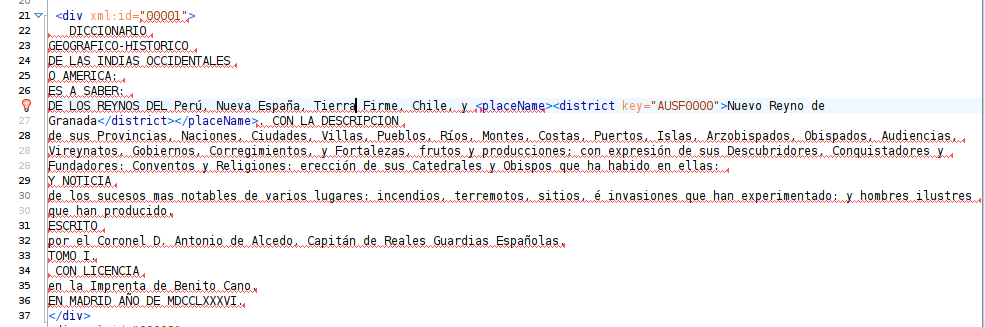 21 <div xml:id="00001">
22 DICCIONARIO
23 GEOGRAFICO-HISTORICO
24 DE LAS INDIAS OCCIDENTALES
25 O AMERICA:
26 ES A SABER:
DE LOS REYNOS DEL Perú, Nueva España, Tierra Firme, Chile, y <placeName><district key="AUSF0000">Nuevo Reyno de
27 Granada</district></placeName>, CON LA DESCRIPCION
28 de sus Provincias, Naciones, Ciudades, Villas, Pueblos, Ríos, Montes, Costas, Puertos, Islas, Arzobispados, Obispados, Audiencias,
28 Vireynatos, Gobiernos, Corregimientos, y Fortalezas, frutos y producciones; con expresión de sus Descubridores, Conquistadores y
28 Fundadores: Conventos y Religiones: erección de sus Catedrales y Obispos que ha habido en ellas:
29 Y NOTICIA
30 de los sucesos mas notables de varios lugares: incendios, terremotos, sitios, é invasiones que han experimentado: y hombres ilustres
30 que han producido.
31 ESCRITO
32 por el Coronel D. Antonio de Alcedo, Capitán de Reales Guardias Españolas.
33 TOMO I.
34 CON LICENCIA
35 en la Imprenta de Benito Cano.
36 EN MADRID AÑO DE MDCCLXXXVI.
37 </div>